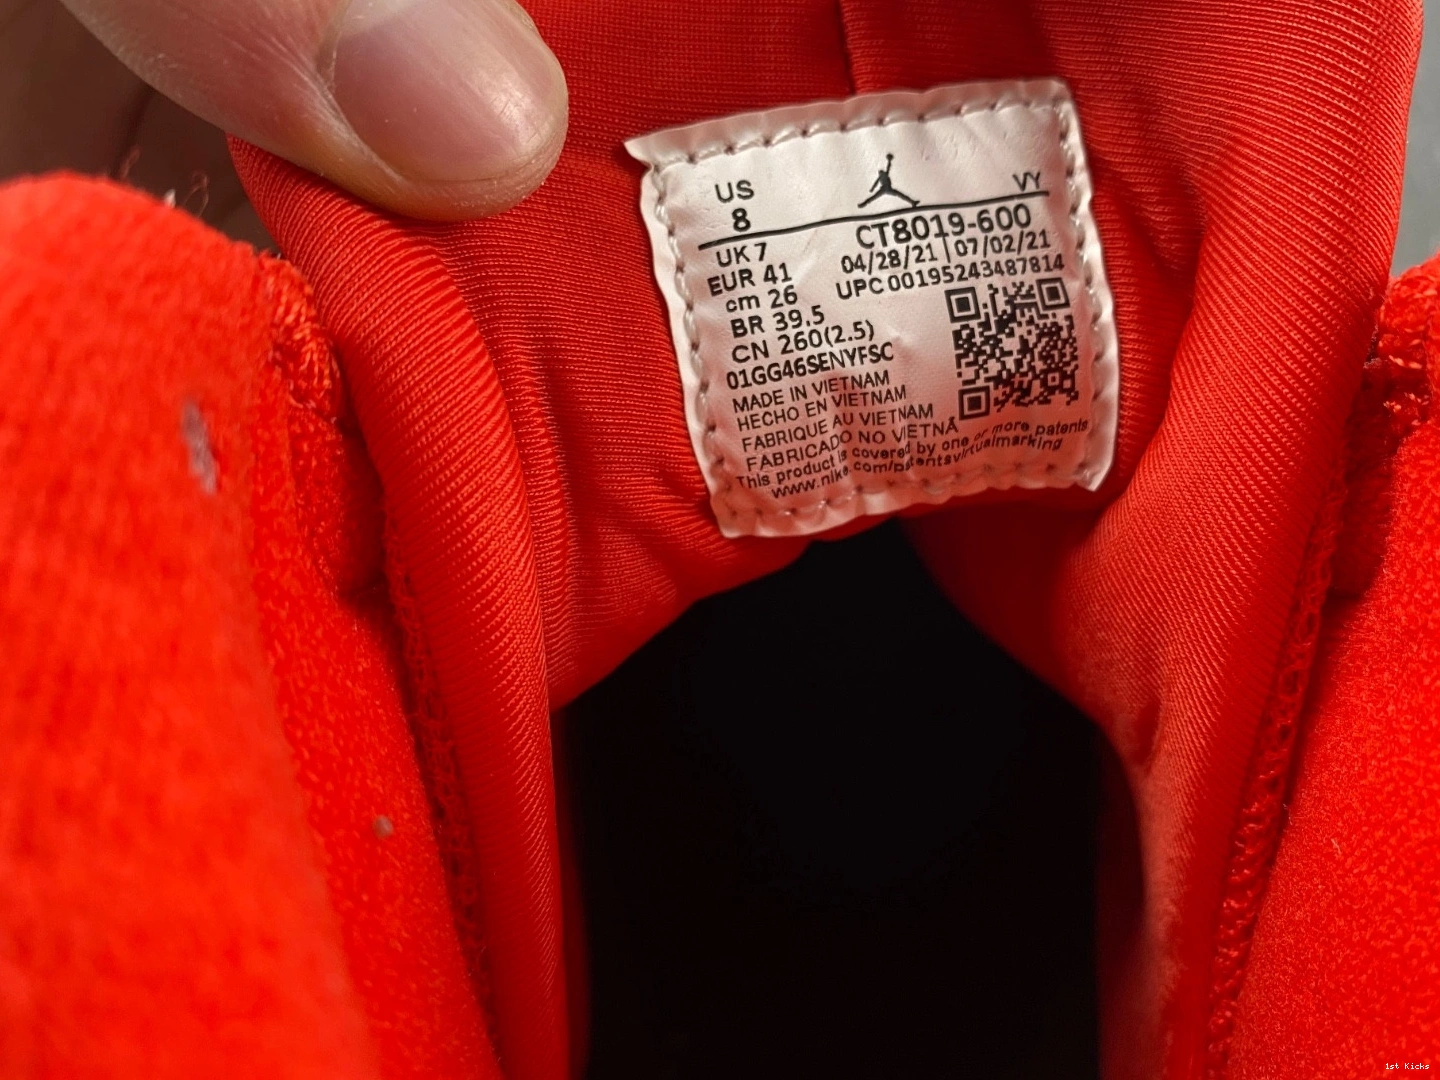 US VY
8
CT8019-600
UK 7 04/28/21 | 07/02/21
EUR 41 UPC 00195243487814
cm 26
BR 39.5
CN 260(2.5)
01GG46SENYFSC
MADE IN VIETNAM
HECHO EN VIETNAM
FABRIQUE AU VIETNAM
FABRICADO NO VIETNÃ
This product is covered by one or more patents
www.nike.com/patentsvirtualmarking
1st Kicks